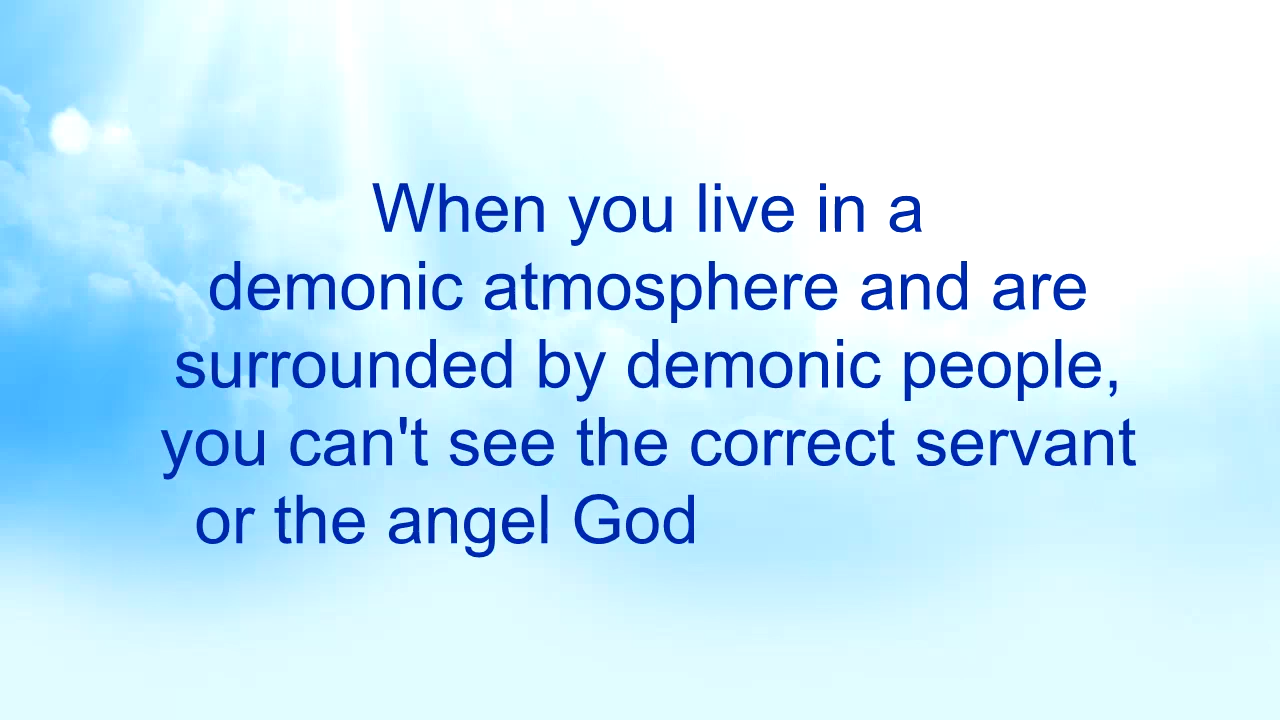 When you live in a
demonic atmosphere and are
surrounded by demonic people,
you can't see the correct servant
or the angel God